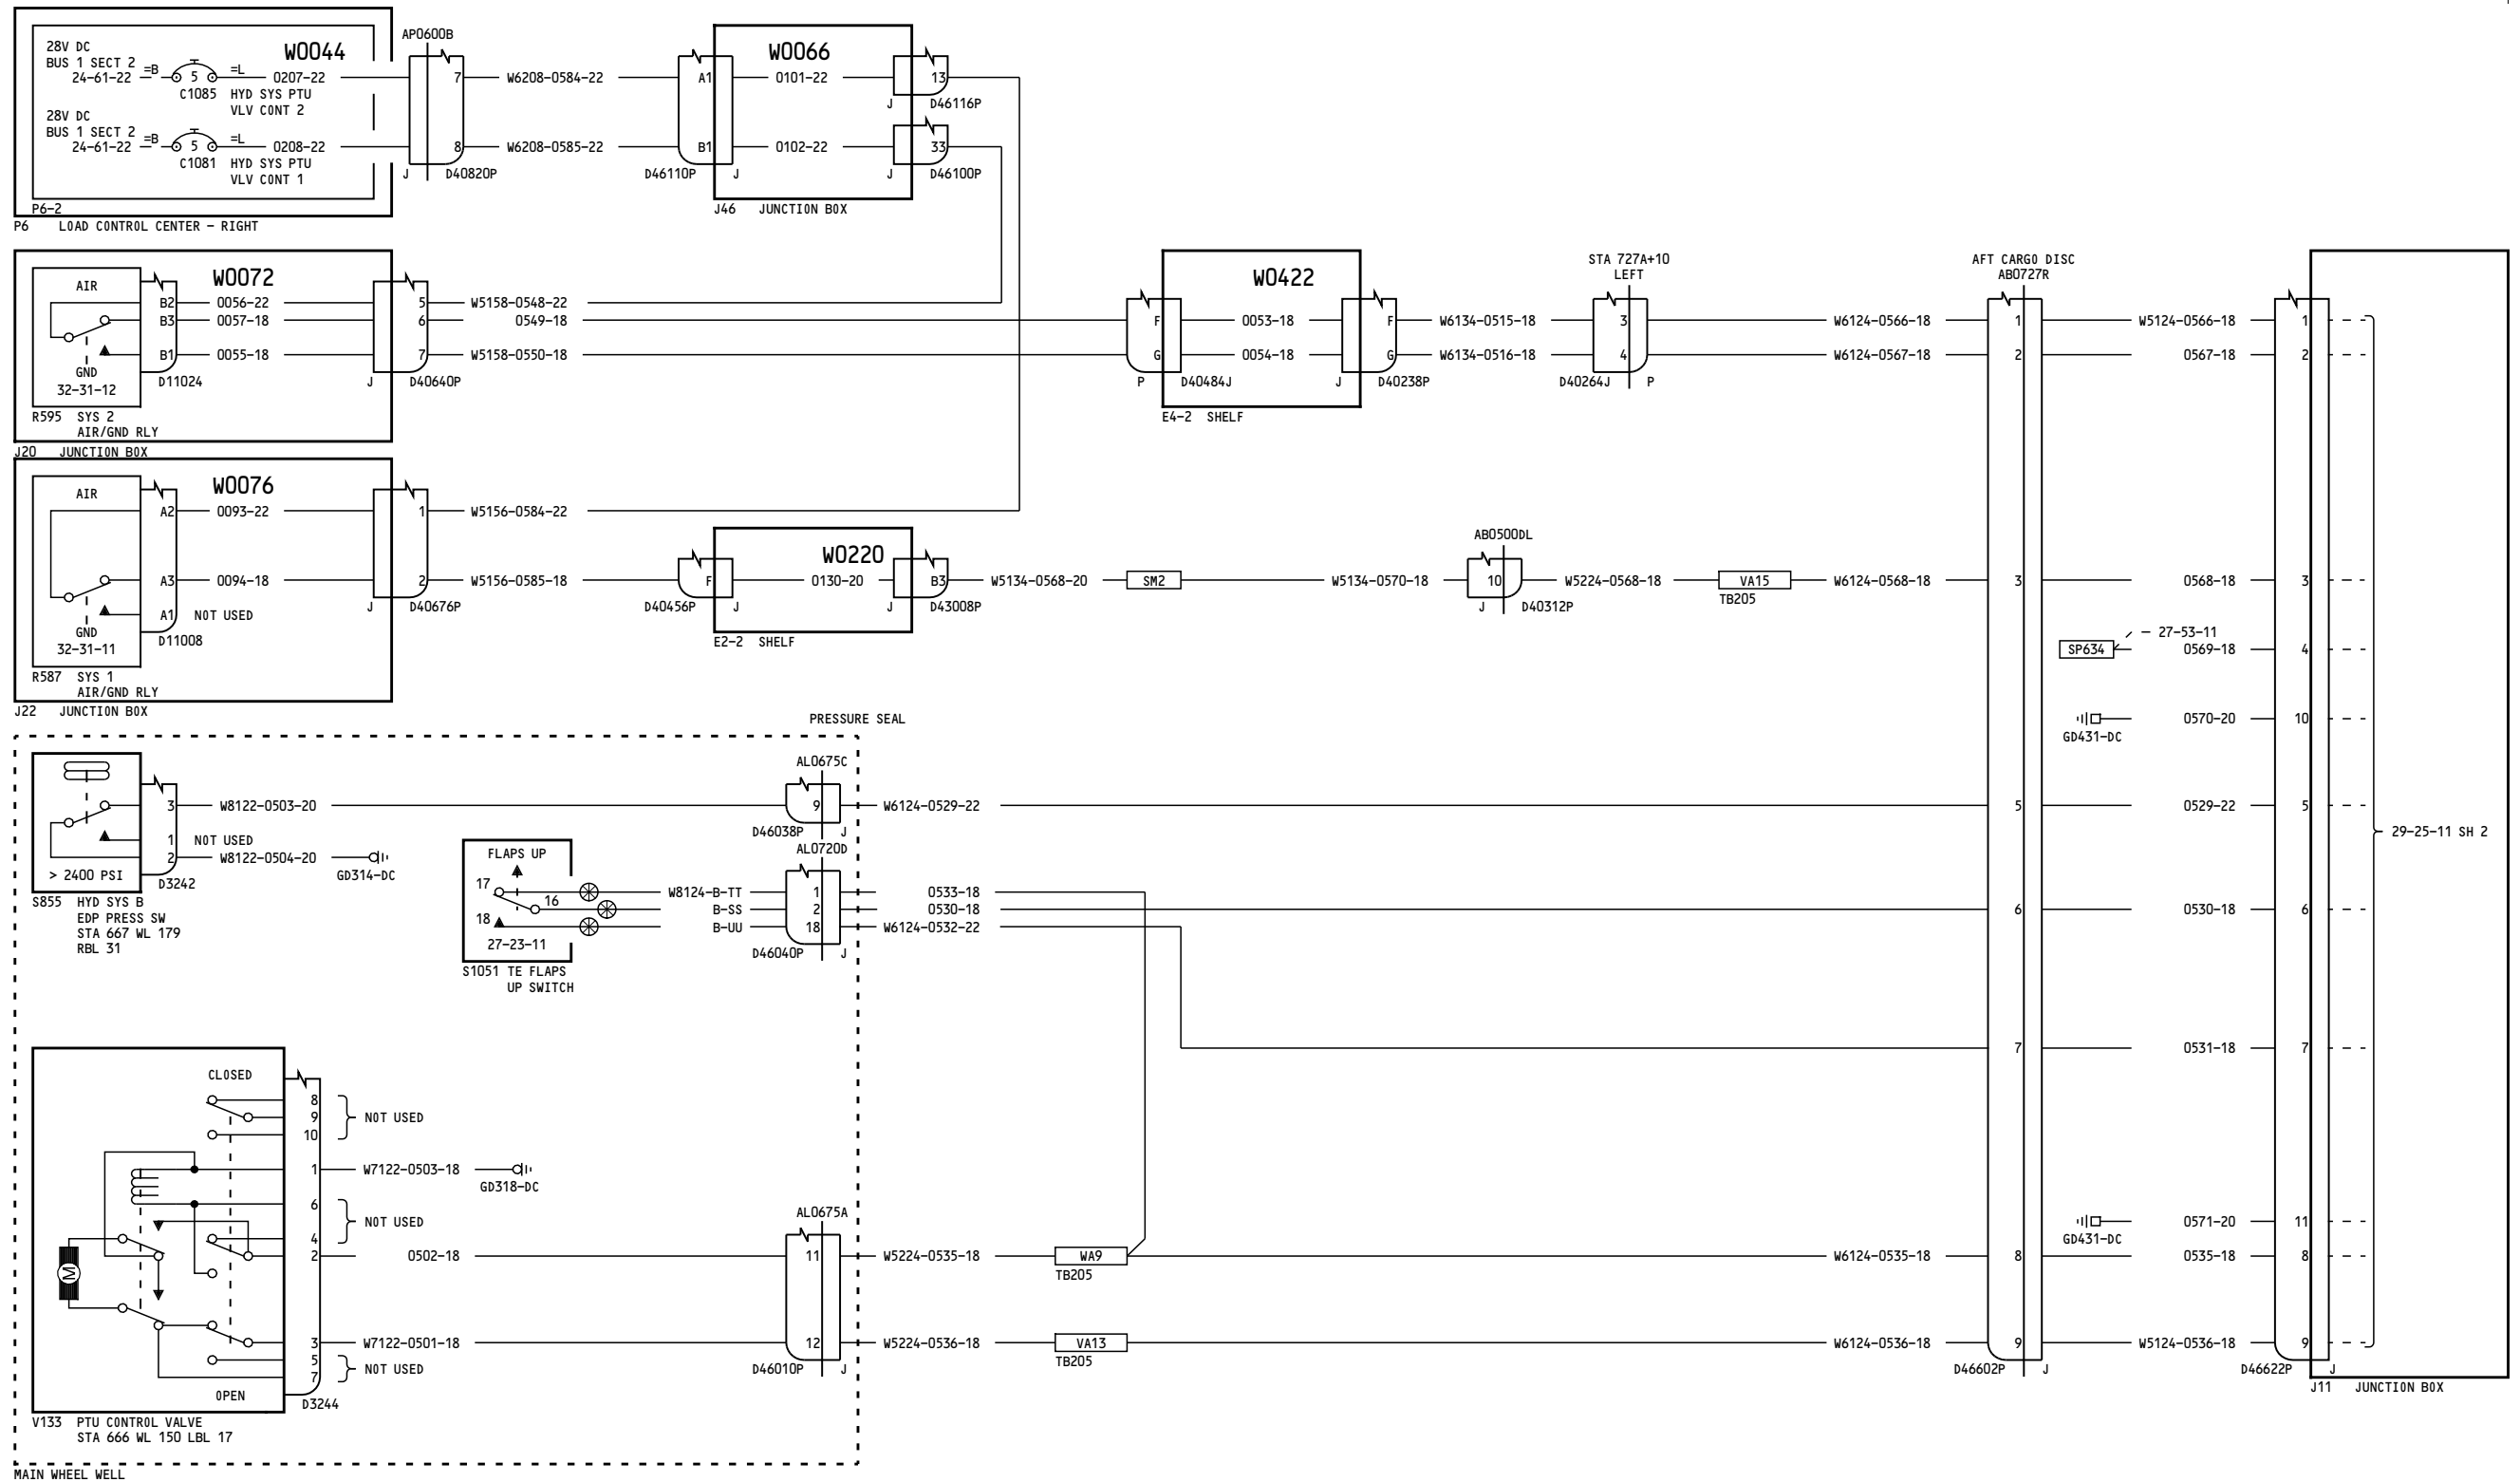 28V DC
BUS 1 SECT 2
24-61-22
=B
5
C1085
=L
0207-22
HYD SYS PTU
VLV CONT 2
W0044
28V DC
BUS 1 SECT 2
24-61-22
=B
5
C1081
=L
0208-22
HYD SYS PTU
VLV CONT 1
P6-2
P6 LOAD CONTROL CENTER - RIGHT
AP0600B
7
8
J
D40820P
W6208-0584-22
W6208-0585-22
A1
B1
D46110P
J
W0066
0101-22
0102-22
13
J
D46116P
33
J
D46100P
J46 JUNCTION BOX
AIR
GND
32-31-12
R595 SYS 2
AIR/GND RLY
W0072
B2
B3
B1
D11024
0056-22
0057-18
0055-18
5
6
7
J
D40640P
J20 JUNCTION BOX
W5158-0548-22
0549-18
W5158-0550-18
F
G
P
D40484J
W0422
0053-18
0054-18
F
G
J
D40238P
E4-2 SHELF
W6134-0515-18
W6134-0516-18
STA 727A+10
LEFT
3
4
D40264J
P
W6124-0566-18
W6124-0567-18
AFT CARGO DISC
AB0727R
1
2
3
5
6
7
8
9
D46602P
J
W5124-0566-18
0567-18
0568-18
SP634
27-53-11
0569-18
GD431-DC
0570-20
0529-22
0530-18
0531-18
GD431-DC
0571-20
0535-18
W5124-0536-18
1
2
3
4
10
5
6
7
11
8
9
D46622P
J
29-25-11 SH 2
J11 JUNCTION BOX
AIR
GND
32-31-11
R587 SYS 1
AIR/GND RLY
W0076
A2
A3
A1
NOT USED
D11008
0093-22
0094-18
1
2
J
D40676P
J22 JUNCTION BOX
W5156-0584-22
W5156-0585-18
F
D40456P
J
W0220
0130-20
B3
J
D43008P
E2-2 SHELF
W5134-0568-20
SM2
W5134-0570-18
AB0500DL
10
J
D40312P
W5224-0568-18
VA15
TB205
W6124-0568-18
PRESSURE SEAL
> 2400 PSI
S855 HYD SYS B
EDP PRESS SW
STA 667 WL 179
RBL 31
3
1
2
D3242
W8122-0503-20
NOT USED
W8122-0504-20
GD314-DC
AL0675C
9
D46038P
J
W6124-0529-22
FLAPS UP
17
16
18
27-23-11
S1051 TE FLAPS
UP SWITCH
W8124-B-TT
B-SS
B-UU
AL0720D
1
2
18
D46040P
J
0533-18
0530-18
W6124-0532-22
CLOSED
M
OPEN
V133 PTU CONTROL VALVE
STA 666 WL 150 LBL 17
8
9
10
NOT USED
1
W7122-0503-18
GD318-DC
6
4
NOT USED
2
0502-18
3
W7122-0501-18
5
7
NOT USED
D3244
AL0675A
11
12
D46010P
J
W5224-0535-18
WA9
TB205
W6124-0535-18
W5224-0536-18
VA13
TB205
W6124-0536-18
MAIN WHEEL WELL